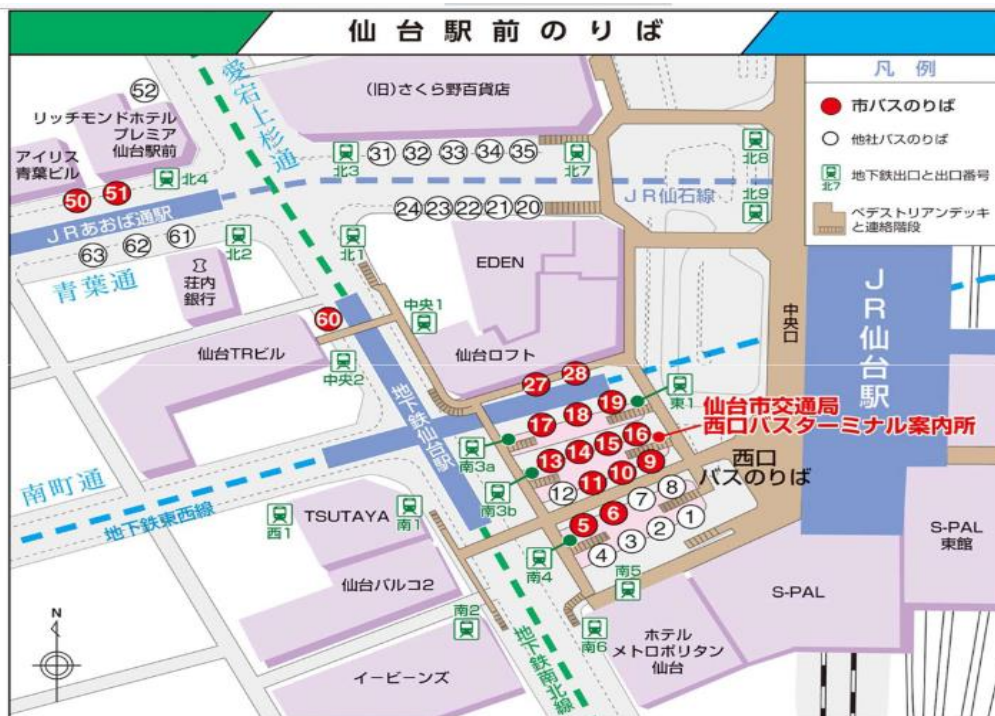 仙台駅前のりば
凡 例
市バスのりば
他社バスのりば
北7
地下鉄出口と出口番号
ペデストリアンデッキ
と連絡階段
愛宕上杉通
(旧)さくら野百貨店
52
リッチモンドホテル
プレミア
仙台駅前
アイリス
青葉ビル
50
51
北4
北3
31
32
33
34
35
北7
北8
北9
JR仙石線
JRあおば通駅
24
23
22
21
20
63
62
61
北2
北1
青葉通
荘内
銀行
EDEN
中央1
60
仙台TRビル
中央2
仙台ロフト
地下鉄仙台駅
中央口
JR仙台駅
27
28
17
18
19
東1
仙台市交通局
西口バスターミナル案内所
南3a
13
14
15
16
西口
バスのりば
南3b
12
11
10
9
5
6
7
8
4
3
2
1
南4
南町通
地下鉄東西線
西1
TSUTAYA
南1
仙台パルコ2
南2
イービーンズ
地下鉄南北線
南5
南6
ホテル
メトロポリタン
仙台
S-PAL
S-PAL
東館
N